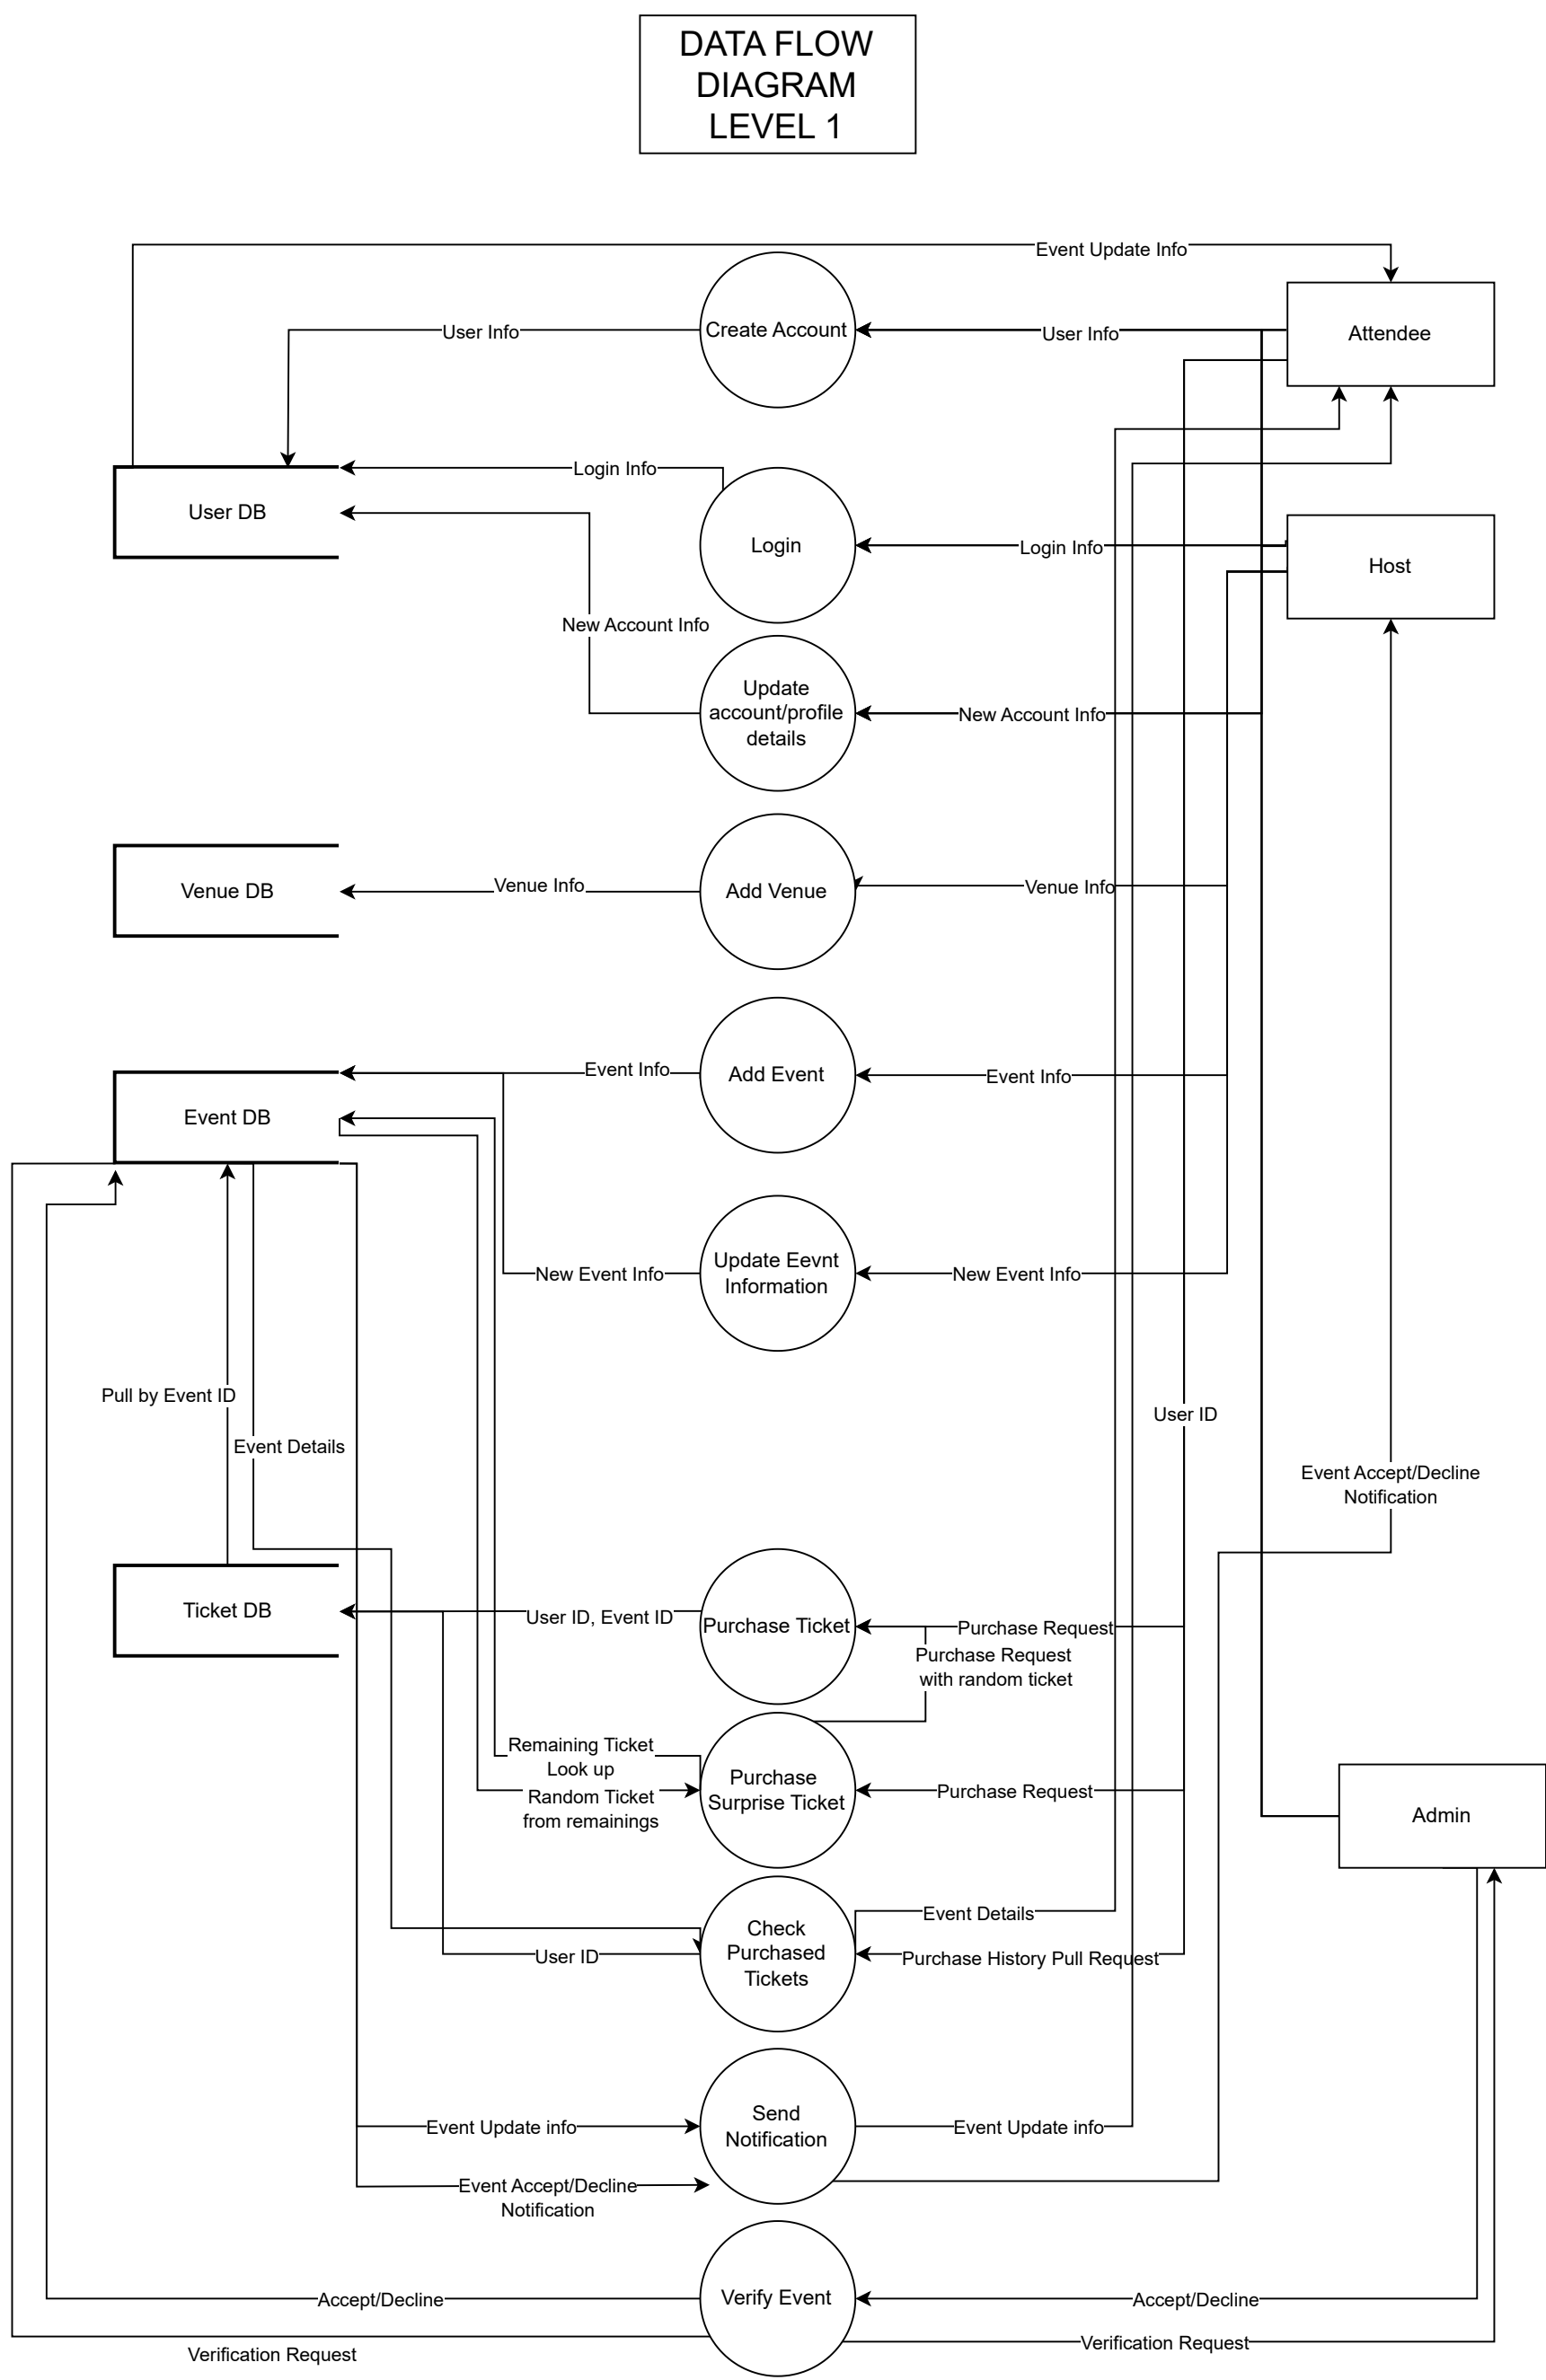 DATA FLOW
DIAGRAM
LEVEL 1
Event Update Info
User Info
Create Account
User Info
Attendee
Login Info
User DB
Login
Login Info
Host
New Account Info
Update
account/profile
details
New Account Info
Venue DB
Venue Info
Add Venue
Venue Info
Event DB
Event Info
Add Event
Event Info
New Event Info
Update Eevnt
Information
New Event Info
Pull by Event ID
Event Details
User ID
Event Accept/Decline
Notification
Ticket DB
User ID, Event ID
Purchase Ticket
Purchase Request
Purchase Request
with random ticket
Remaining Ticket
Look up
Random Ticket
from remainings
Purchase
Surprise Ticket
Purchase Request
Admin
Event Details
Check
Purchased
Tickets
User ID
Purchase History Pull Request
Event Update info
Send
Notification
Event Update info
Event Accept/Decline
Notification
Accept/Decline
Verify Event
Accept/Decline
Verification Request
Verification Request